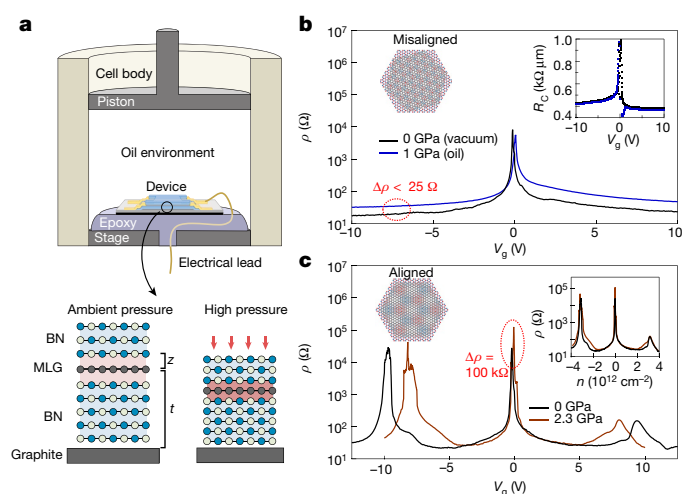 a
Cell body
Piston
Oil environment
Device
Epoxy
Stage
Electrical lead
Ambient pressure
High pressure
BN
MLG
BN
Graphite
z
t
b
Misaligned
ρ (Ω)
10⁷
10⁶
10⁵
10⁴
10³
10²
10¹
0 GPa (vacuum)
1 GPa (oil)
Δρ < 25 Ω
−10 −5 0 5 10
V_g (V)
R_C (kΩ μm)
1.0
0.8
0.6
0.4
−10 0 10
V_g (V)
c
Aligned
ρ (Ω)
10⁷
10⁶
10⁵
10⁴
10³
10²
10¹
Δρ =
100 kΩ
0 GPa
2.3 GPa
−10 −5 0 5 10
V_g (V)
ρ (Ω)
10⁵
10³
10¹
−4 0 4
n (10¹² cm⁻²)